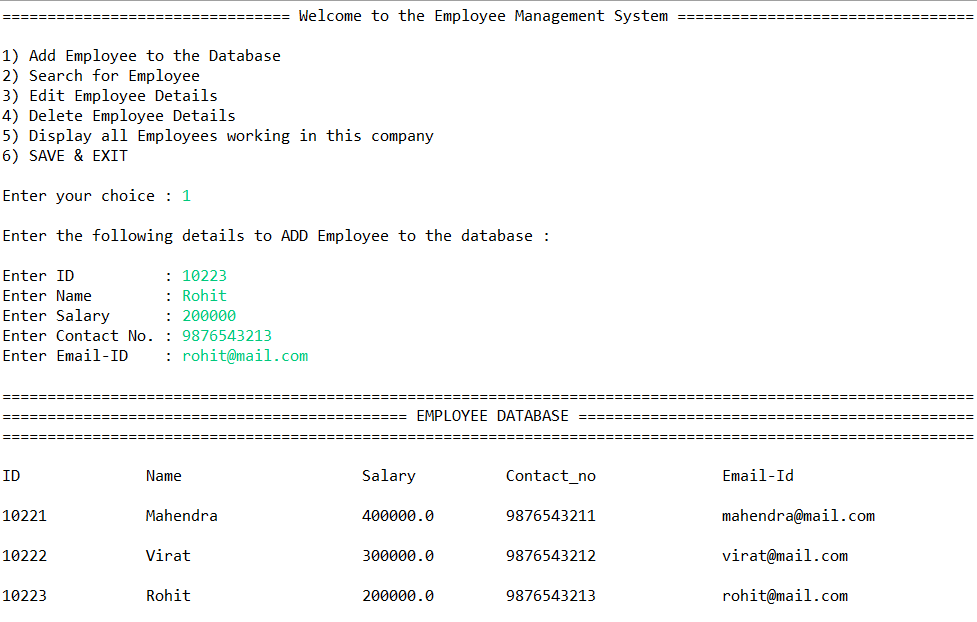 ================================ Welcome to the Employee Management System =================================
1) Add Employee to the Database
2) Search for Employee
3) Edit Employee Details
4) Delete Employee Details
5) Display all Employees working in this company
6) SAVE & EXIT
Enter your choice : 1
Enter the following details to ADD Employee to the database :
Enter ID          : 10223
Enter Name        : Rohit
Enter Salary      : 200000
Enter Contact No. : 9876543213
Enter Email-ID    : rohit@mail.com
============================================================================================================
============================================= EMPLOYEE DATABASE ============================================
============================================================================================================
ID              Name                    Salary          Contact_no              Email-Id
10221           Mahendra                400000.0        9876543211              mahendra@mail.com
10222           Virat                   300000.0        9876543212              virat@mail.com
10223           Rohit                   200000.0        9876543213              rohit@mail.com